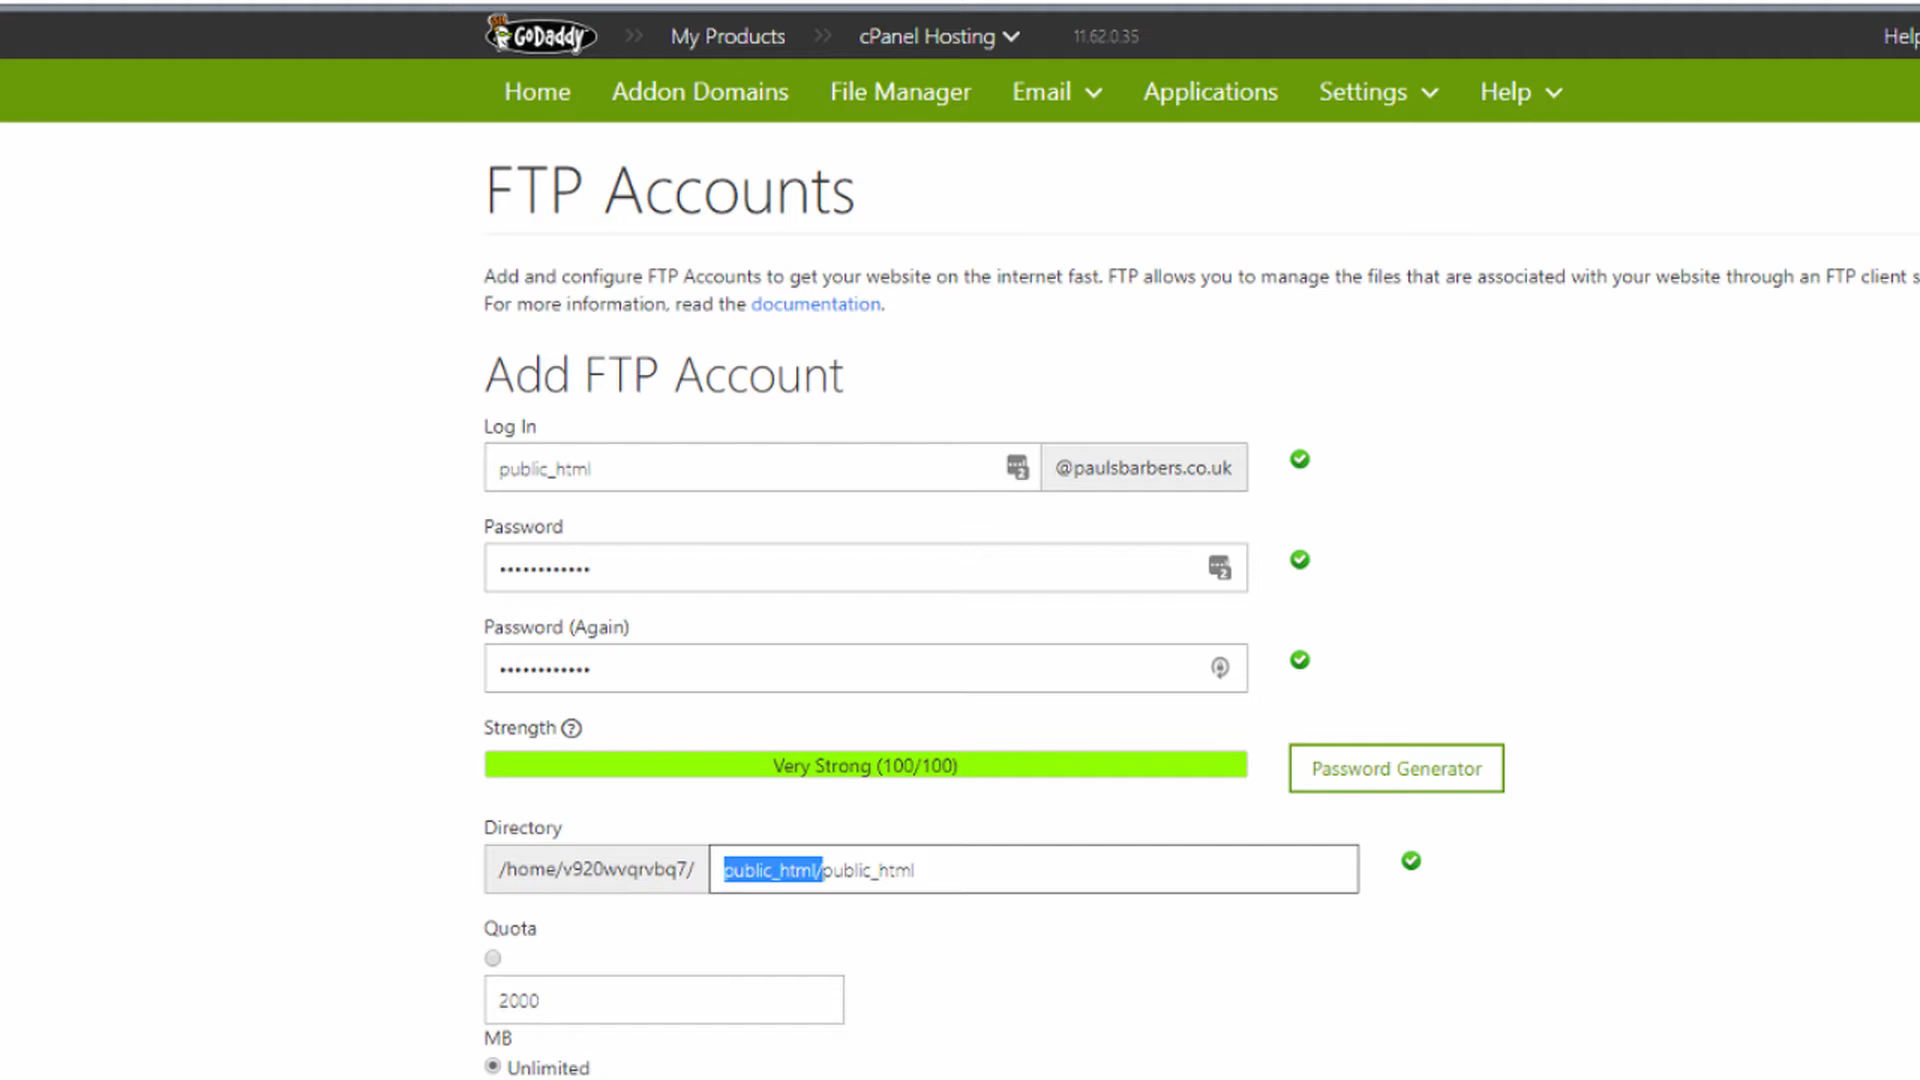 GoDaddy >> My Products >> cPanel Hosting 11.62.0.35 Help
Home Addon Domains File Manager Email Applications Settings Help
FTP Accounts
Add and configure FTP Accounts to get your website on the internet fast. FTP allows you to manage the files that are associated with your website through an FTP client s
For more information, read the documentation.
Add FTP Account
Log In
public_html @paulsbarbers.co.uk
Password
••••••••••••
Password (Again)
••••••••••••
Strength ?
Very Strong (100/100) Password Generator
Directory
/home/v920wvqrvbq7/ public_html/public_html
Quota
2000
MB
Unlimited